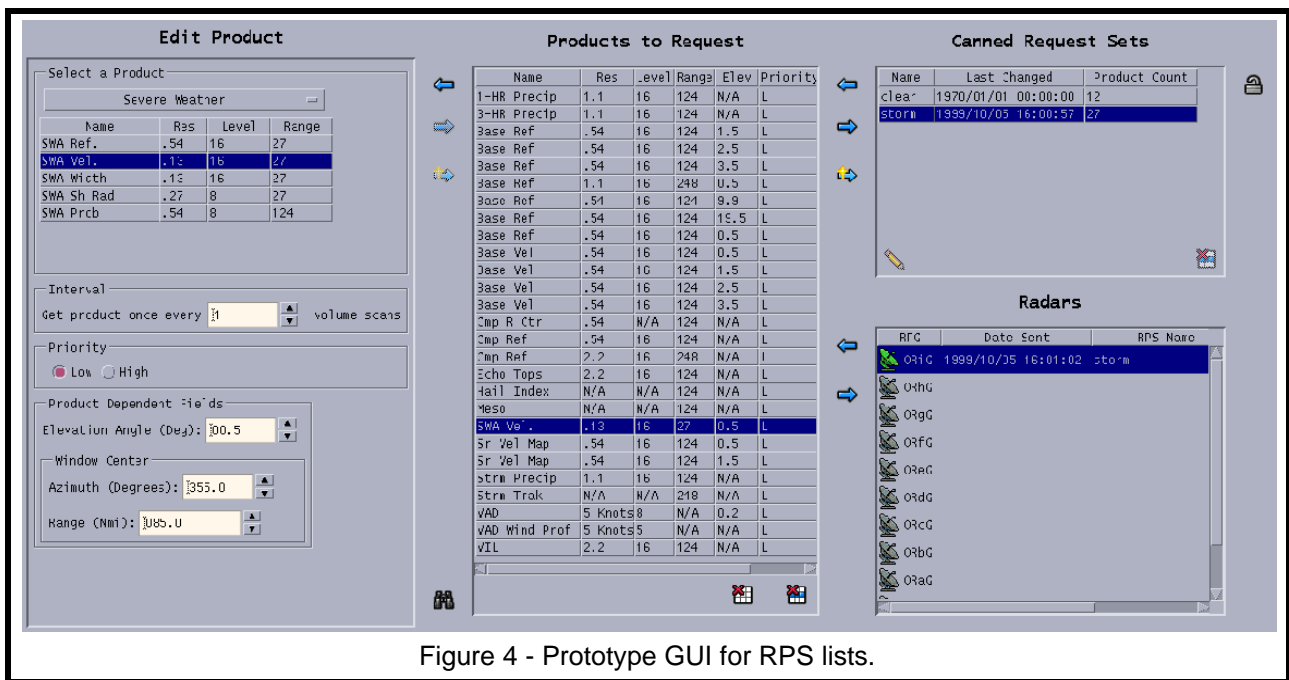 Edit Product
Select a Product
Severe Weather
Name Res Level Range
SWA Ref. .54 16 27
SWA Vel. .13 16 27
SWA Width .13 16 27
SWA Sh Rad .27 8 27
SWA Prob .54 8 124
Interval
Get product once every 1 volume scans
Priority
Low High
Product Dependent Fields
Elevation Angle (Deg): 00.5
Window Center
Azimuth (Degrees): 355.0
Range (Nmi): 085.0
Products to Request
Name Res Level Range Elev Priority
1-HR Precip 1.1 16 124 N/A L
3-HR Precip 1.1 16 124 N/A L
Base Ref .54 16 124 1.5 L
Base Ref .54 16 124 2.5 L
Base Ref .54 16 124 3.5 L
Base Ref 1.1 16 248 0.5 L
Base Ref .54 16 124 9.9 L
Base Ref .54 16 124 19.5 L
Base Ref .54 16 124 0.5 L
Base Vel .54 16 124 0.5 L
Base Vel .54 16 124 1.5 L
Base Vel .54 16 124 2.5 L
Base Vel .54 16 124 3.5 L
Cmp R Ctr .54 N/A 124 N/A L
Cmp Ref .54 16 124 N/A L
Cmp Ref 2.2 16 248 N/A L
Echo Tops 2.2 16 124 N/A L
Hail Index N/A N/A 124 N/A L
Meso N/A N/A 124 N/A L
SWA Vel. .13 16 27 0.5 L
Sr Vel Map .54 16 124 0.5 L
Sr Vel Map .54 16 124 1.5 L
Strm Precip 1.1 16 124 N/A L
Strm Trak N/A N/A 248 N/A L
VAD 5 Knots 8 N/A 0.2 L
VAD Wind Prof 5 Knots 5 N/A N/A L
VIL 2.2 16 124 N/A L
Canned Request Sets
Name Last Changed Product Count
clear 1970/01/01 00:00:00 12
storm 1999/10/05 16:00:57 27
Radars
RPG Date Sent RPS Name
ORiG 1999/10/05 16:01:02 storm
ORhG
ORgG
ORfG
OReG
ORdG
ORcG
ORbG
ORaG
Figure 4 - Prototype GUI for RPS lists.